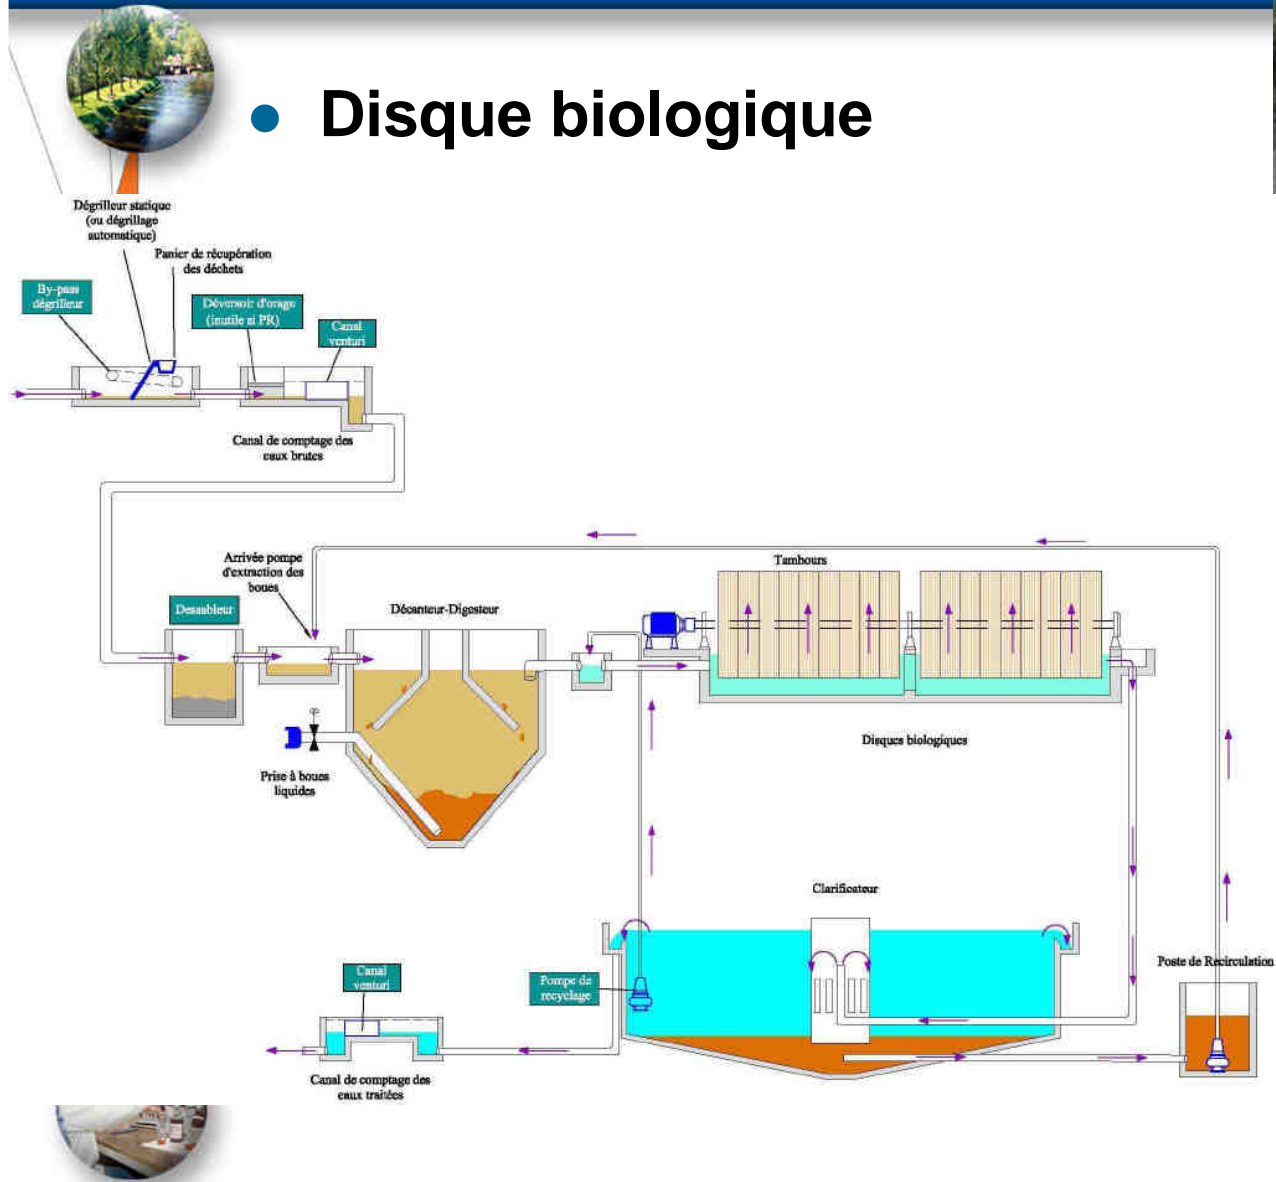 ● Disque biologique
Dégrilleur statique
(ou dégrillage
automatique)
Panier de récupération
des déchets
By-pass
dégrilleur
Déversoir d'orage
(inutile si PR)
Canal
venturi
Canal de comptage des
eaux brutes
Arrivée pompe
d'extraction des
boues
Dessableur
Décanteur-Digesteur
Tambours
Prise à boues
liquides
Disques biologiques
Clarificateur
Poste de Recirculation
Pompe de
recyclage
Canal
venturi
Canal de comptage des
eaux traitées